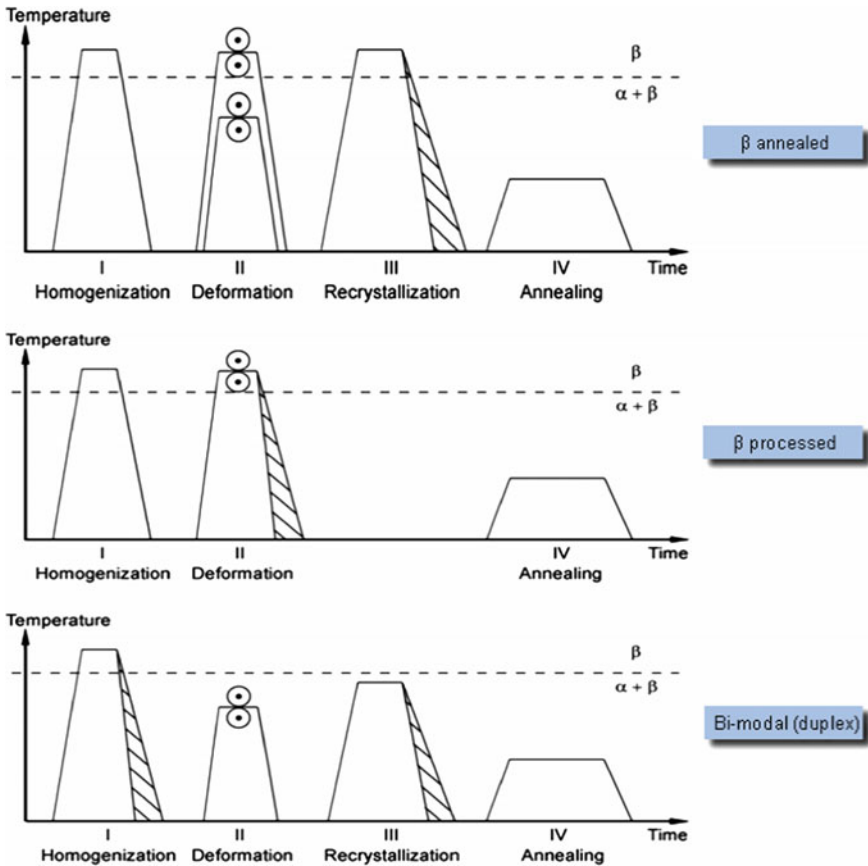 Temperature
β
α + β
β annealed
I II III IV Time
Homogenization Deformation Recrystallization Annealing
Temperature
β
α + β
β processed
I II IV Time
Homogenization Deformation Annealing
Temperature
β
α + β
Bi-modal (duplex)
I II III IV Time
Homogenization Deformation Recrystallization Annealing